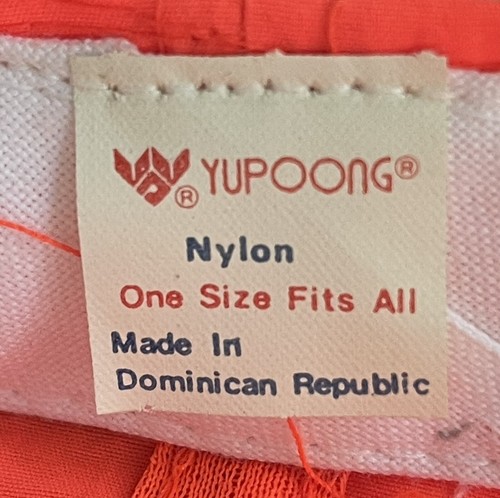 ® YUPOONG®
Nylon
One Size Fits All
Made In
Dominican Republic